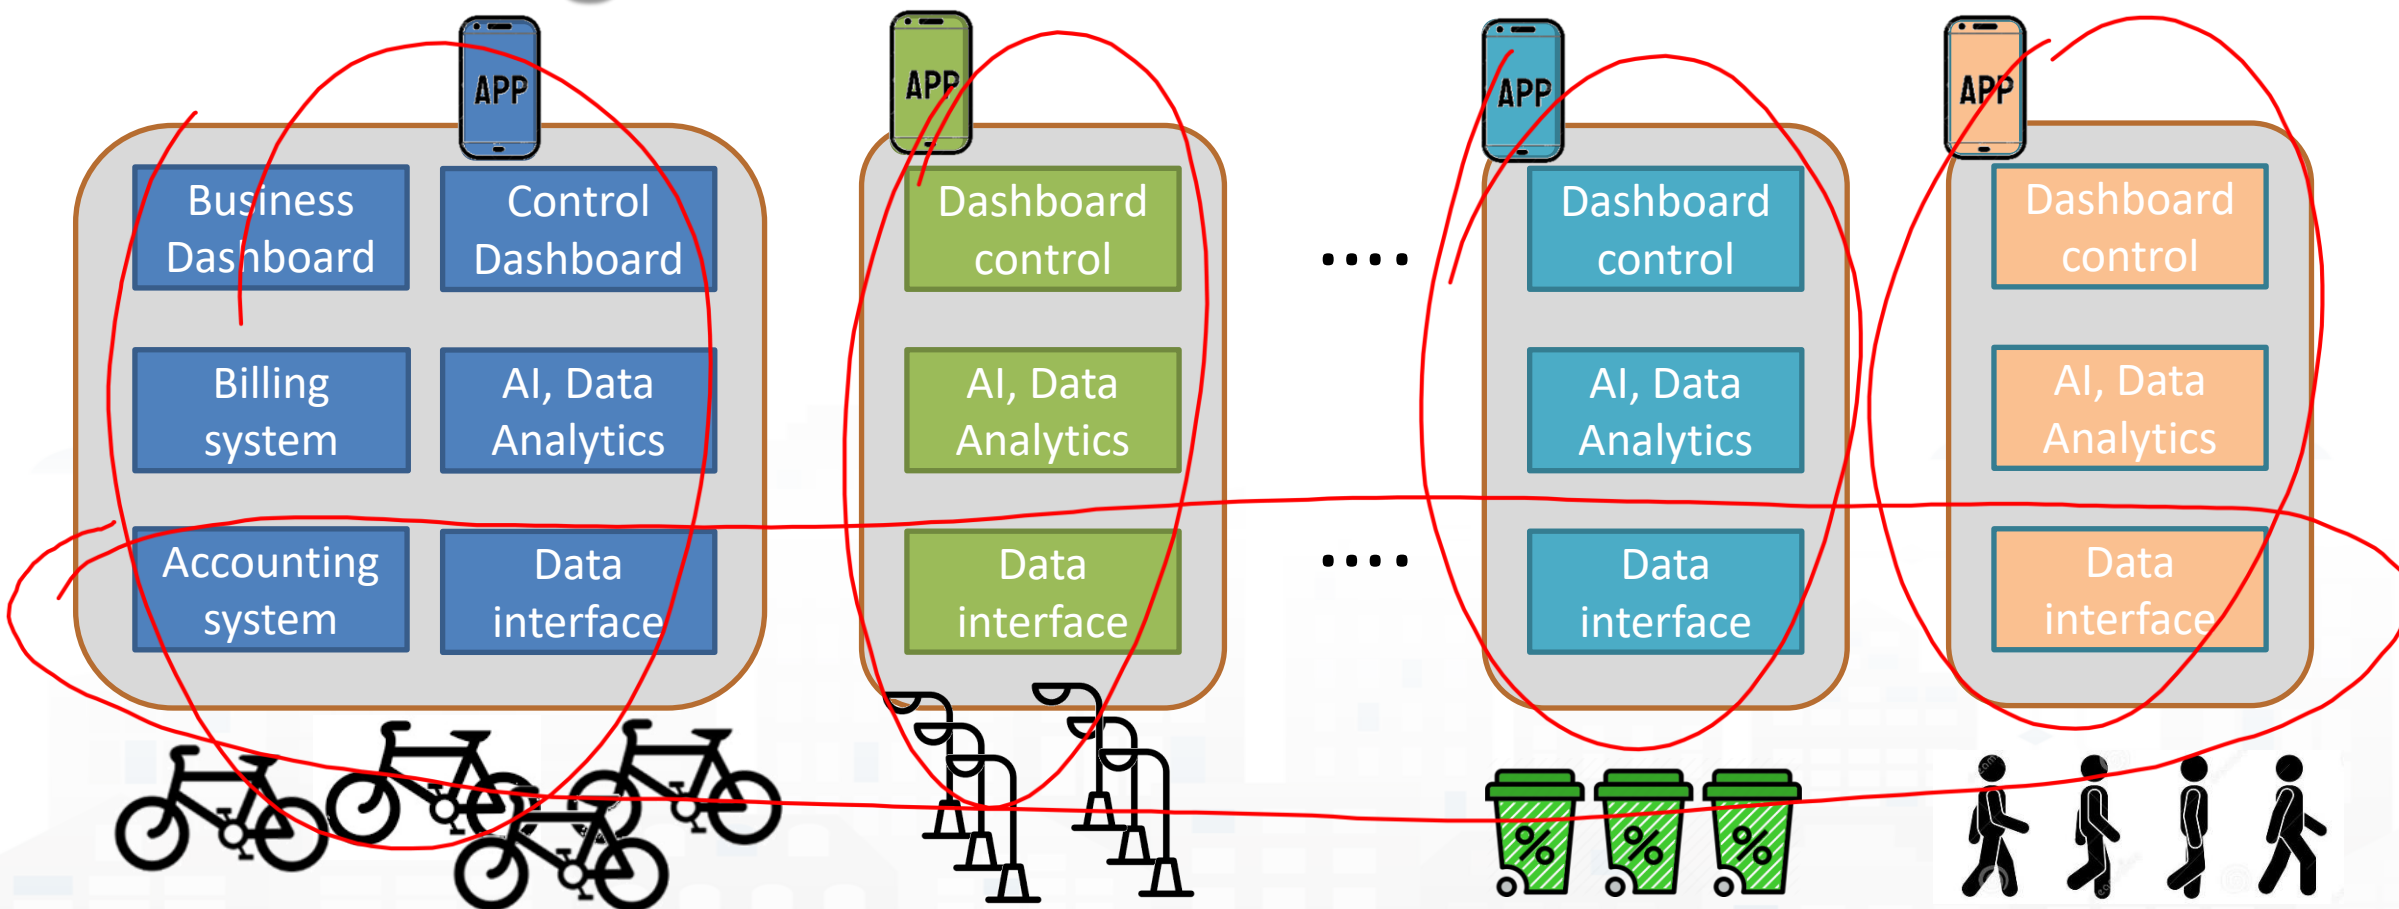 APP
APP
APP
APP
Business
Dashboard
Control
Dashboard
Dashboard
control
....
Dashboard
control
Dashboard
control
Billing
system
AI, Data
Analytics
AI, Data
Analytics
AI, Data
Analytics
AI, Data
Analytics
Accounting
system
Data
interface
Data
interface
....
Data
interface
Data
interface
%
%
%